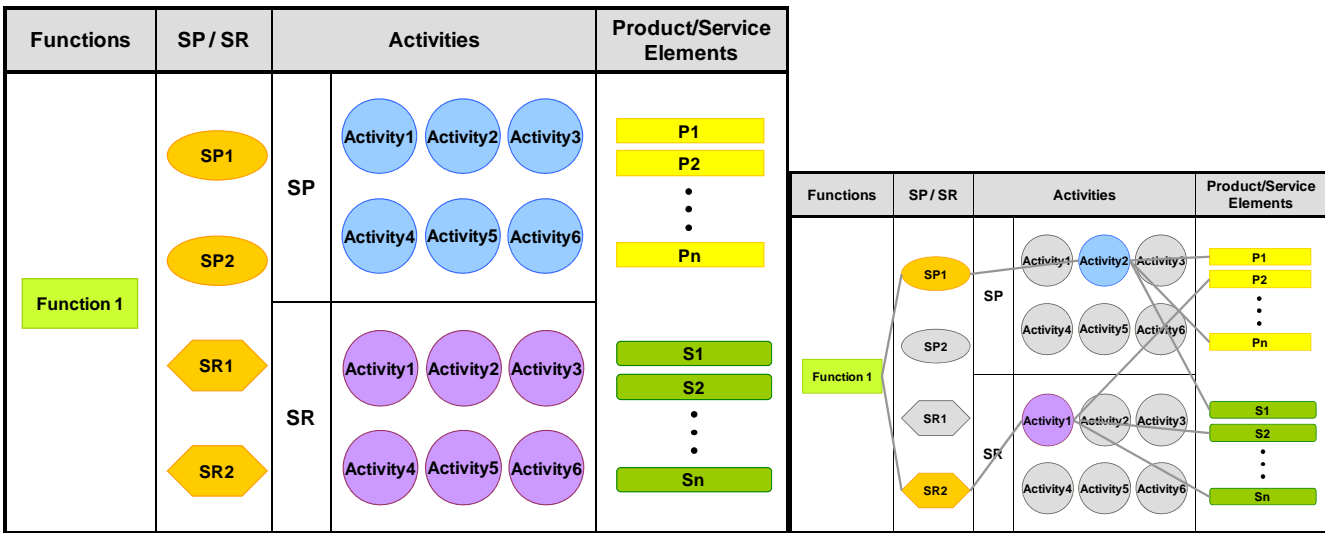 Functions
SP / SR
Activities
Product/Service
Elements
Function 1
SP1
SP2
SR1
SR2
SP
Activity1
Activity2
Activity3
Activity4
Activity5
Activity6
SR
Activity1
Activity2
Activity3
Activity4
Activity5
Activity6
P1
P2
Pn
S1
S2
Sn
Functions
SP / SR
Activities
Product/Service
Elements
Function 1
SP1
SP2
SR1
SR2
SP
Activity1
Activity2
Activity3
Activity4
Activity5
Activity6
SR
Activity1
Activity2
Activity3
Activity4
Activity5
Activity6
P1
P2
Pn
S1
S2
Sn